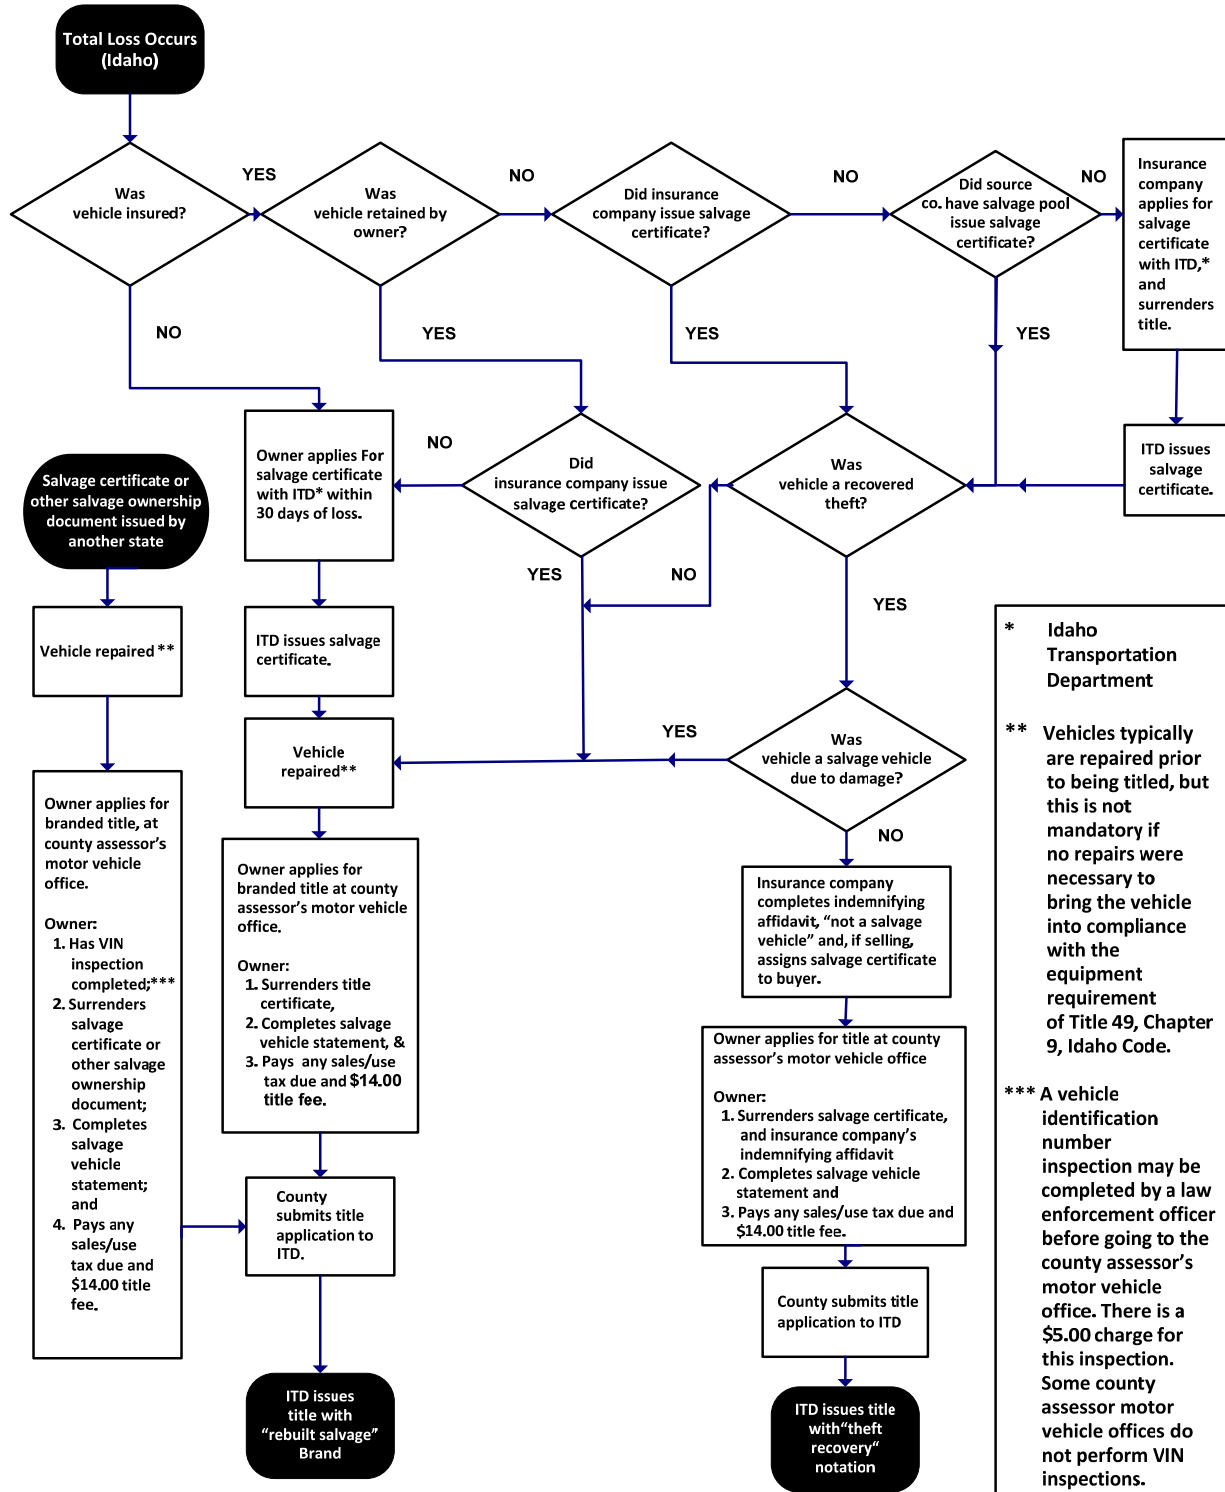 Total Loss Occurs
(Idaho)
Was
vehicle insured?
YES
NO
Was
vehicle retained by
owner?
NO
YES
Did insurance
company issue salvage
certificate?
NO
YES
Did source
co. have salvage pool
issue salvage
certificate?
NO
YES
Insurance
company
applies for
salvage
certificate
with ITD,*
and
surrenders
title.
ITD issues
salvage
certificate.
Owner applies For
salvage certificate
with ITD* within
30 days of loss.
NO
Did
insurance company issue
salvage certificate?
YES
Was
vehicle a recovered
theft?
NO
YES
Salvage certificate or
other salvage ownership
document issued by
another state
Vehicle repaired **
ITD issues salvage
certificate.
Vehicle
repaired**
YES
Was
vehicle a salvage vehicle
due to damage?
NO
Owner applies for
branded title, at
county assessor's
motor vehicle
office.
Owner:
1. Has VIN
inspection
completed;***
2. Surrenders
salvage
certificate or
other salvage
ownership
document;
3. Completes
salvage
vehicle
statement;
and
4. Pays any
sales/use
tax due and
$14.00 title
fee.
Owner applies for
branded title at county
assessor's motor vehicle
office.
Owner:
1. Surrenders title
certificate,
2. Completes salvage
vehicle statement, &
3. Pays any sales/use
tax due and $14.00
title fee.
County
submits title
application to
ITD.
ITD issues
title with
“rebuilt salvage”
Brand
Insurance company
completes indemnifying
affidavit, “not a salvage
vehicle” and, if selling,
assigns salvage certificate
to buyer.
Owner applies for title at county
assessor's motor vehicle office
Owner:
1. Surrenders salvage certificate,
and insurance company's
indemnifying affidavit
2. Completes salvage vehicle
statement and
3. Pays any sales/use tax due and
$14.00 title fee.
County submits title
application to ITD
ITD issues title
with“theft
recovery“
notation
* Idaho
Transportation
Department
** Vehicles typically
are repaired prior
to being titled, but
this is not
mandatory if
no repairs were
necessary to
bring the vehicle
into compliance
with the
equipment
requirement
of Title 49, Chapter
9, Idaho Code.
*** A vehicle
identification
number
inspection may be
completed by a law
enforcement officer
before going to the
county assessor's
motor vehicle
office. There is a
$5.00 charge for
this inspection.
Some county
assessor motor
vehicle offices do
not perform VIN
inspections.